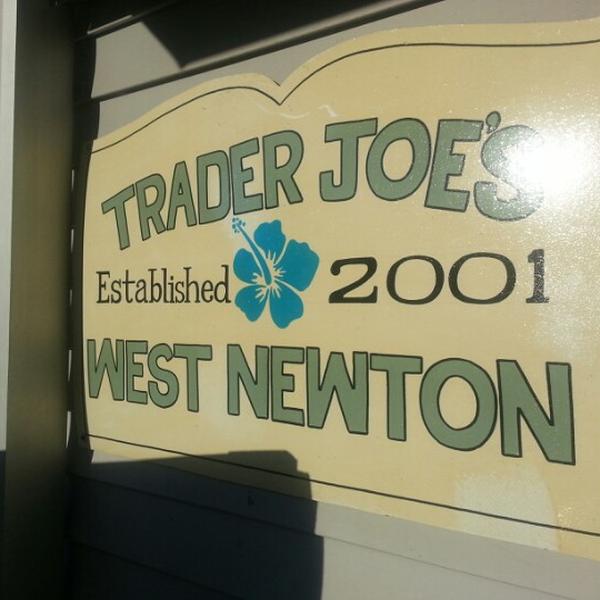 TRADER JOE'S
Established 2001
WEST NEWTON